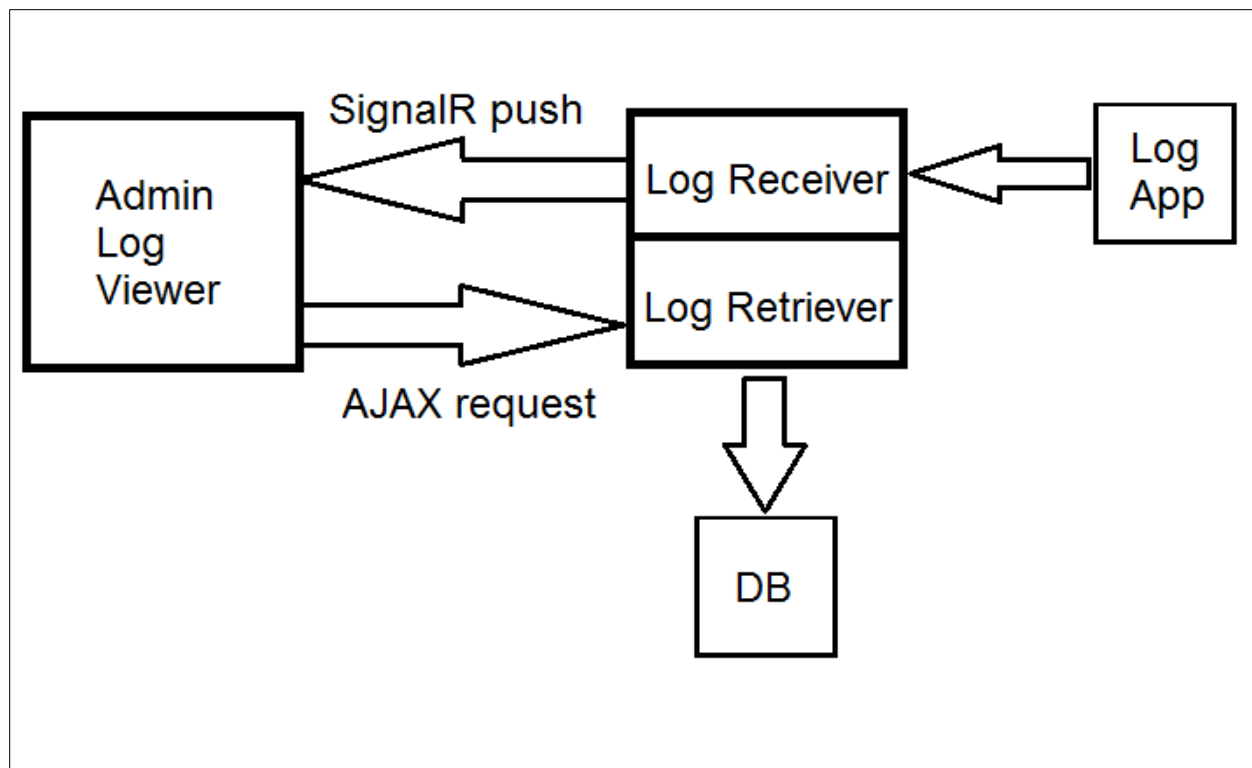 SignalR push
Admin
Log
Viewer
Log Receiver
Log
App
Log Retriever
AJAX request
DB